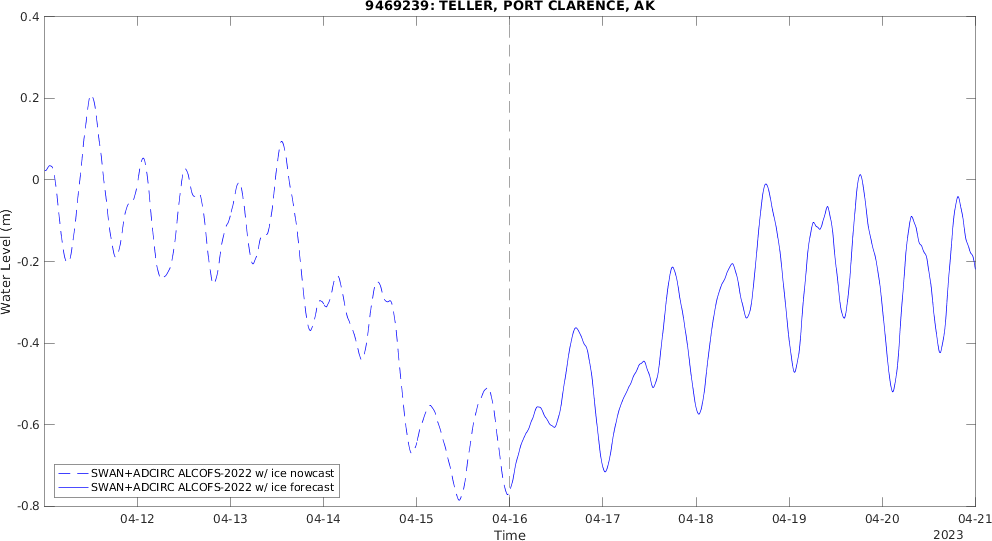 9469239: TELLER, PORT CLARENCE, AK
Water Level (m)
0.4
0.2
0
-0.2
-0.4
-0.6
-0.8
SWAN+ADCIRC ALCOFS-2022 w/ ice nowcast
SWAN+ADCIRC ALCOFS-2022 w/ ice forecast
04-12 04-13 04-14 04-15 04-16 04-17 04-18 04-19 04-20 04-21
Time
2023